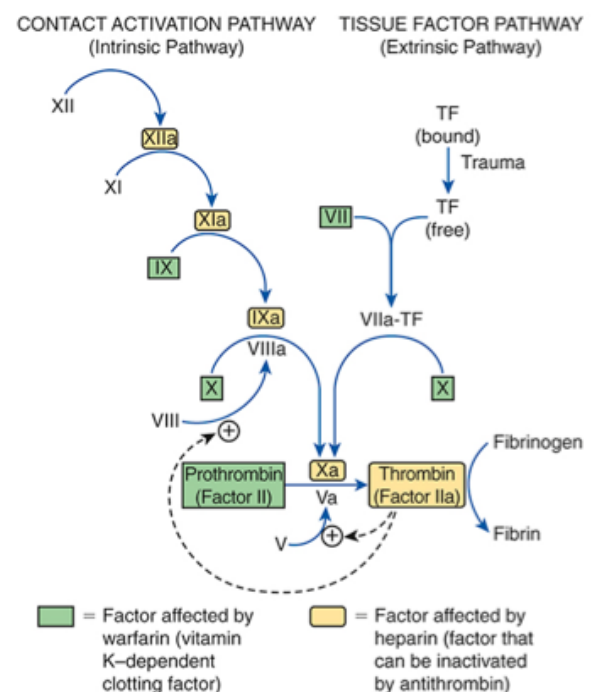 CONTACT ACTIVATION PATHWAY
(Intrinsic Pathway)
TISSUE FACTOR PATHWAY
(Extrinsic Pathway)
XII
XIIa
XI
XIa
IX
IXa
VIIIa
X
VIII
+
TF
(bound)
Trauma
VII
TF
(free)
VIIa-TF
X
Prothrombin
(Factor II)
Xa
Va
V
+
Thrombin
(Factor IIa)
Fibrinogen
Fibrin
= Factor affected by
warfarin (vitamin
K–dependent
clotting factor)
= Factor affected by
heparin (factor that
can be inactivated
by antithrombin)